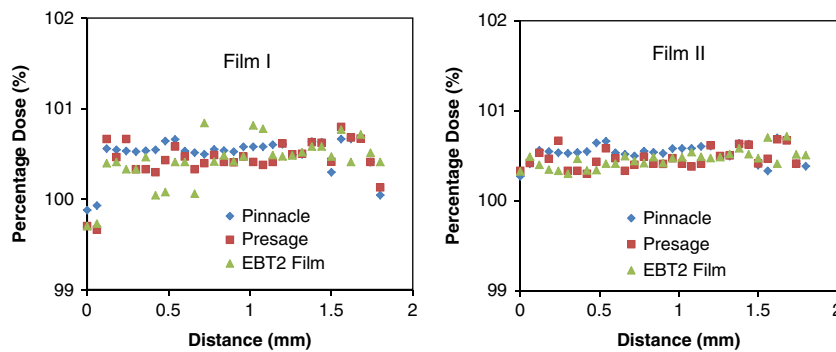 102
101
100
99
Percentage Dose (%)
Film I
Pinnacle
Presage
EBT2 Film
0
0.5
1
1.5
2
Distance (mm)
102
101
100
99
Percentage Dose (%)
Film II
Pinnacle
Presage
EBT2 Film
0
0.5
1
1.5
2
Distance (mm)